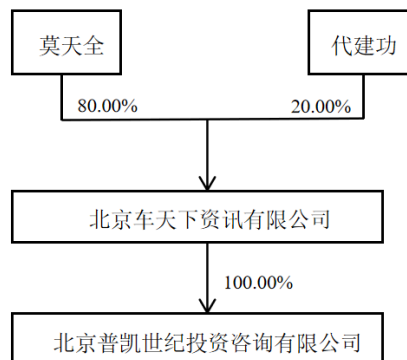 莫天全
代建功
80.00%
20.00%
北京车天下资讯有限公司
100.00%
北京普凯世纪投资咨询有限公司